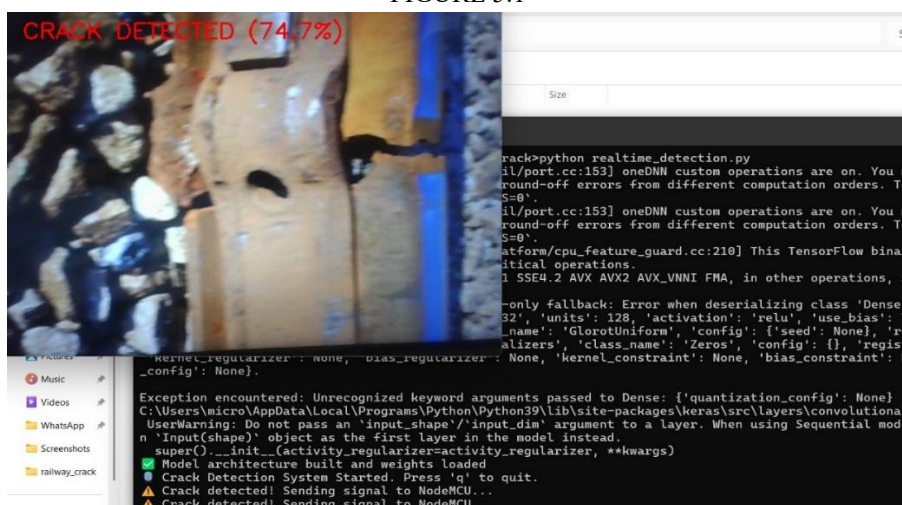 CRACK DETECTED (74.7%)
Size
rack>python realtime_detection.py
il/port.cc:153] oneDNN custom operations are on. You
round-off errors from different computation orders. T
S=0`.
il/port.cc:153] oneDNN custom operations are on. You
round-off errors from different computation orders. T
S=0`.
atform/cpu_feature_guard.cc:210] This TensorFlow bina
itical operations.
1 SSE4.2 AVX AVX2 AVX_VNNI FMA, in other operations,
-only fallback: Error when deserializing class 'Dense
32', 'units': 128, 'activation': 'relu', 'use_bias':
_name': 'GlorotUniform', 'config': {'seed': None}, 'r
alizers', 'class_name': 'Zeros', 'config': {}, 'regis
'kernel_regularizer': None, 'bias_regularizer': None, 'kernel_constraint': None, 'bias_constraint':
_config': None}.
Exception encountered: Unrecognized keyword arguments passed to Dense: {'quantization_config': None}
C:\Users\micro\AppData\Local\Programs\Python\Python39\lib\site-packages\keras\src\layers\convolutiona
UserWarning: Do not pass an `input_shape`/`input_dim` argument to a layer. When using Sequential mod
n `Input(shape)` object as the first layer in the model instead.
super().__init__(activity_regularizer=activity_regularizer, **kwargs)
✅ Model architecture built and weights loaded
Crack Detection System Started. Press 'q' to quit.
⚠ Crack detected! Sending signal to NodeMCU...
⚠ Crack detected! Sending signal to NodeMCU
Pictures
Music
Videos
WhatsApp
Screenshots
railway_crack